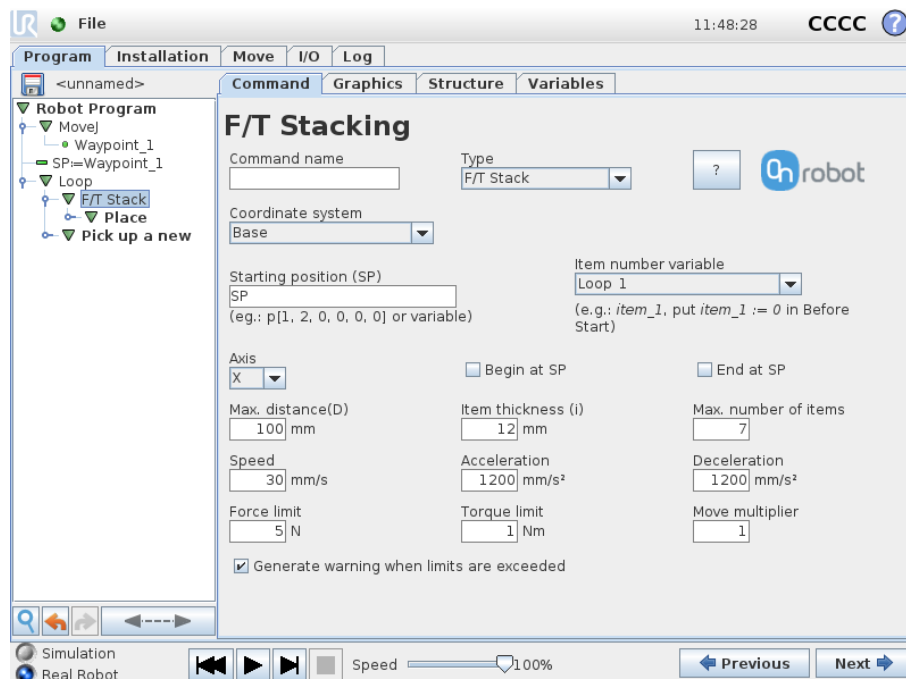 File
11:48:28
CCCC
?
Program Installation Move I/O Log
<unnamed>
Command Graphics Structure Variables
Robot Program
MoveJ
Waypoint_1
SP:=Waypoint_1
Loop
F/T Stack
Place
Pick up a new
F/T Stacking
Command name
Type
F/T Stack
?
On robot
Coordinate system
Base
Starting position (SP)
SP
(eg.: p[1, 2, 0, 0, 0, 0] or variable)
Item number variable
Loop 1
(e.g.: item_1, put item_1 := 0 in Before
Start)
Axis
X
Begin at SP
End at SP
Max. distance(D)
100 mm
Item thickness (i)
12 mm
Max. number of items
7
Speed
30 mm/s
Acceleration
1200 mm/s²
Deceleration
1200 mm/s²
Force limit
5 N
Torque limit
1 Nm
Move multiplier
1
Generate warning when limits are exceeded
Simulation
Real Robot
Speed 100%
Previous
Next